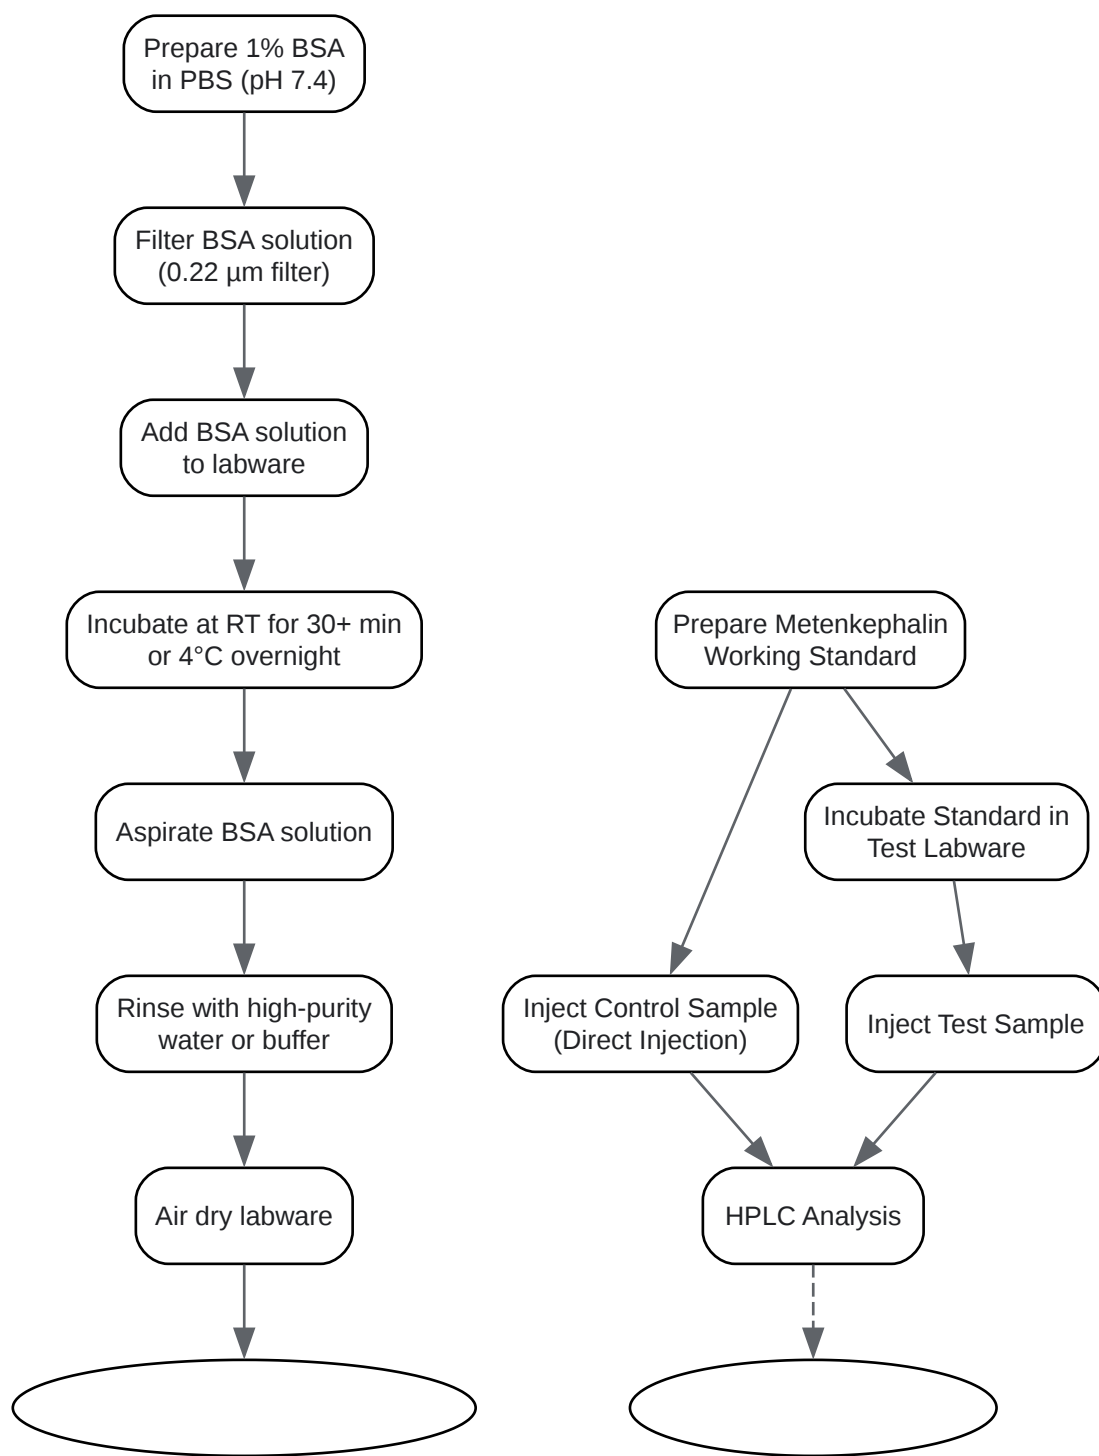 Prepare 1% BSA
in PBS (pH 7.4)
Filter BSA solution
(0.22 µm filter)
Add BSA solution
to labware
Incubate at RT for 30+ min
or 4°C overnight
Aspirate BSA solution
Rinse with high-purity
water or buffer
Air dry labware
Prepare Metenkephalin
Working Standard
Incubate Standard in
Test Labware
Inject Control Sample
(Direct Injection)
Inject Test Sample
HPLC Analysis